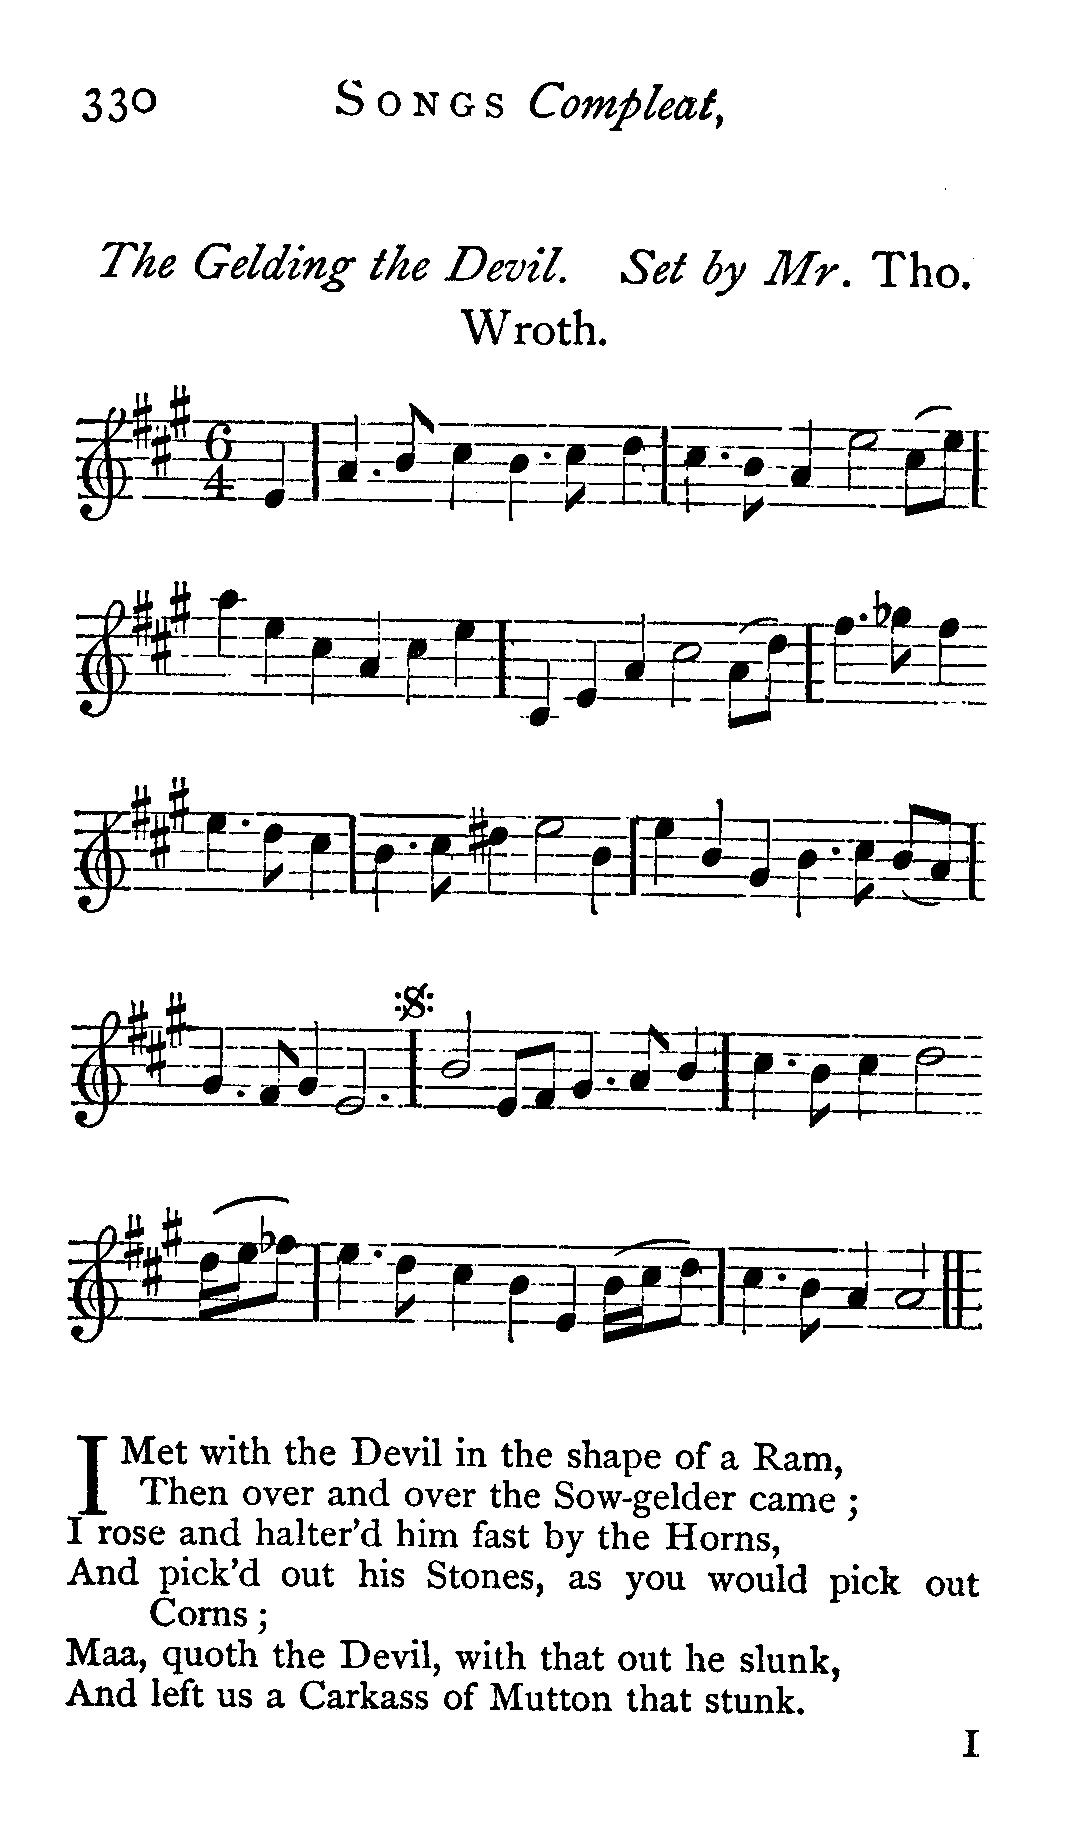 330 SONGS Compleat,
The Gelding the Devil. Set by Mr. Tho.
Wroth.
6
4
I Met with the Devil in the shape of a Ram,
Then over and over the Sow-gelder came ;
I rose and halter'd him fast by the Horns,
And pick'd out his Stones, as you would pick out
Corns ;
Maa, quoth the Devil, with that out he slunk,
And left us a Carkass of Mutton that stunk.
I